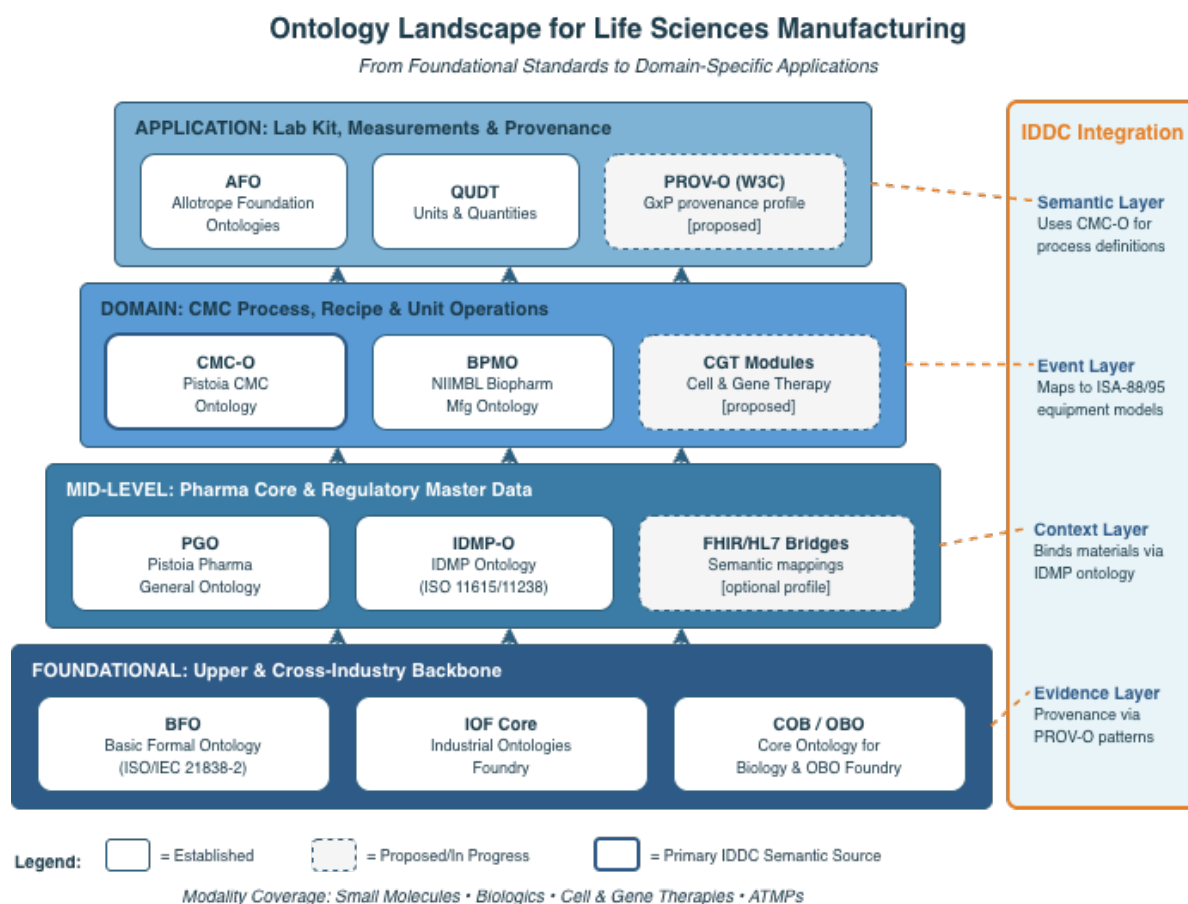 Ontology Landscape for Life Sciences Manufacturing
From Foundational Standards to Domain-Specific Applications
APPLICATION: Lab Kit, Measurements & Provenance
AFO
Allotrope Foundation
Ontologies
QUDT
Units & Quantities
PROV-O (W3C)
GxP provenance profile
[proposed]
DOMAIN: CMC Process, Recipe & Unit Operations
CMC-O
Pistoia CMC
Ontology
BPMO
NIIMBL Biopharm
Mfg Ontology
CGT Modules
Cell & Gene Therapy
[proposed]
MID-LEVEL: Pharma Core & Regulatory Master Data
PGO
Pistoia Pharma
General Ontology
IDMP-O
IDMP Ontology
(ISO 11615/11238)
FHIR/HL7 Bridges
Semantic mappings
[optional profile]
FOUNDATIONAL: Upper & Cross-Industry Backbone
BFO
Basic Formal Ontology
(ISO/IEC 21838-2)
IOF Core
Industrial Ontologies
Foundry
COB / OBO
Core Ontology for
Biology & OBO Foundry
IDDC Integration
Semantic Layer
Uses CMC-O for
process definitions
Event Layer
Maps to ISA-88/95
equipment models
Context Layer
Binds materials via
IDMP ontology
Evidence Layer
Provenance via
PROV-O patterns
Legend:
= Established
= Proposed/In Progress
= Primary IDDC Semantic Source
Modality Coverage: Small Molecules • Biologics • Cell & Gene Therapies • ATMPs